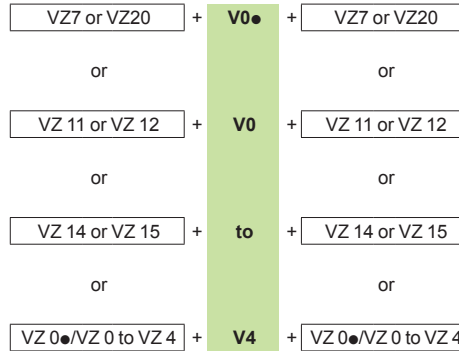 VZ7 or VZ20 + V0● + VZ7 or VZ20
or or
VZ 11 or VZ 12 + V0 + VZ 11 or VZ 12
or or
VZ 14 or VZ 15 + to + VZ 14 or VZ 15
or or
VZ 0●/VZ 0 to VZ 4 + V4 + VZ 0●/VZ 0 to VZ 4